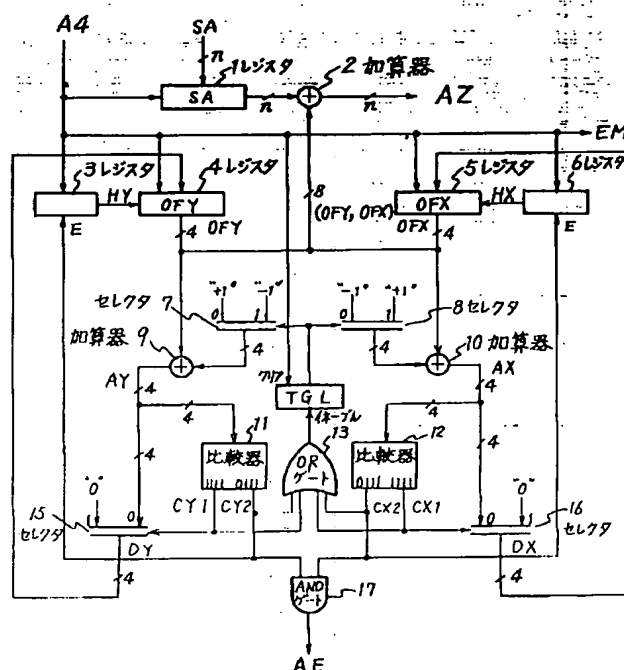 A4
SA
n
1レジスタ
2 加算器
SA
n
n
AZ
EM
3レジスタ
4レジスタ
5レジスタ
6レジスタ
HY
OFY
8
(OFY, OFX)
OFX
HX
E
4
OFY
OFX
4
E
"+1"
"-1"
"-1"
"+1"
セレクタ
7
0
1
0
1
8 セレクタ
加算器
9
4
4
10 加算器
AY
4
クリア
TGL
AX
4
イネーブル
4
11
13
12
4
4
比較器
ORゲート
比較器
4
"0"
"0"
15
セレクタ
1
0
CY1
CY2
CX2
CX1
0
1
16
セレクタ
DY
DX
4
4
ANDゲート
17
AE